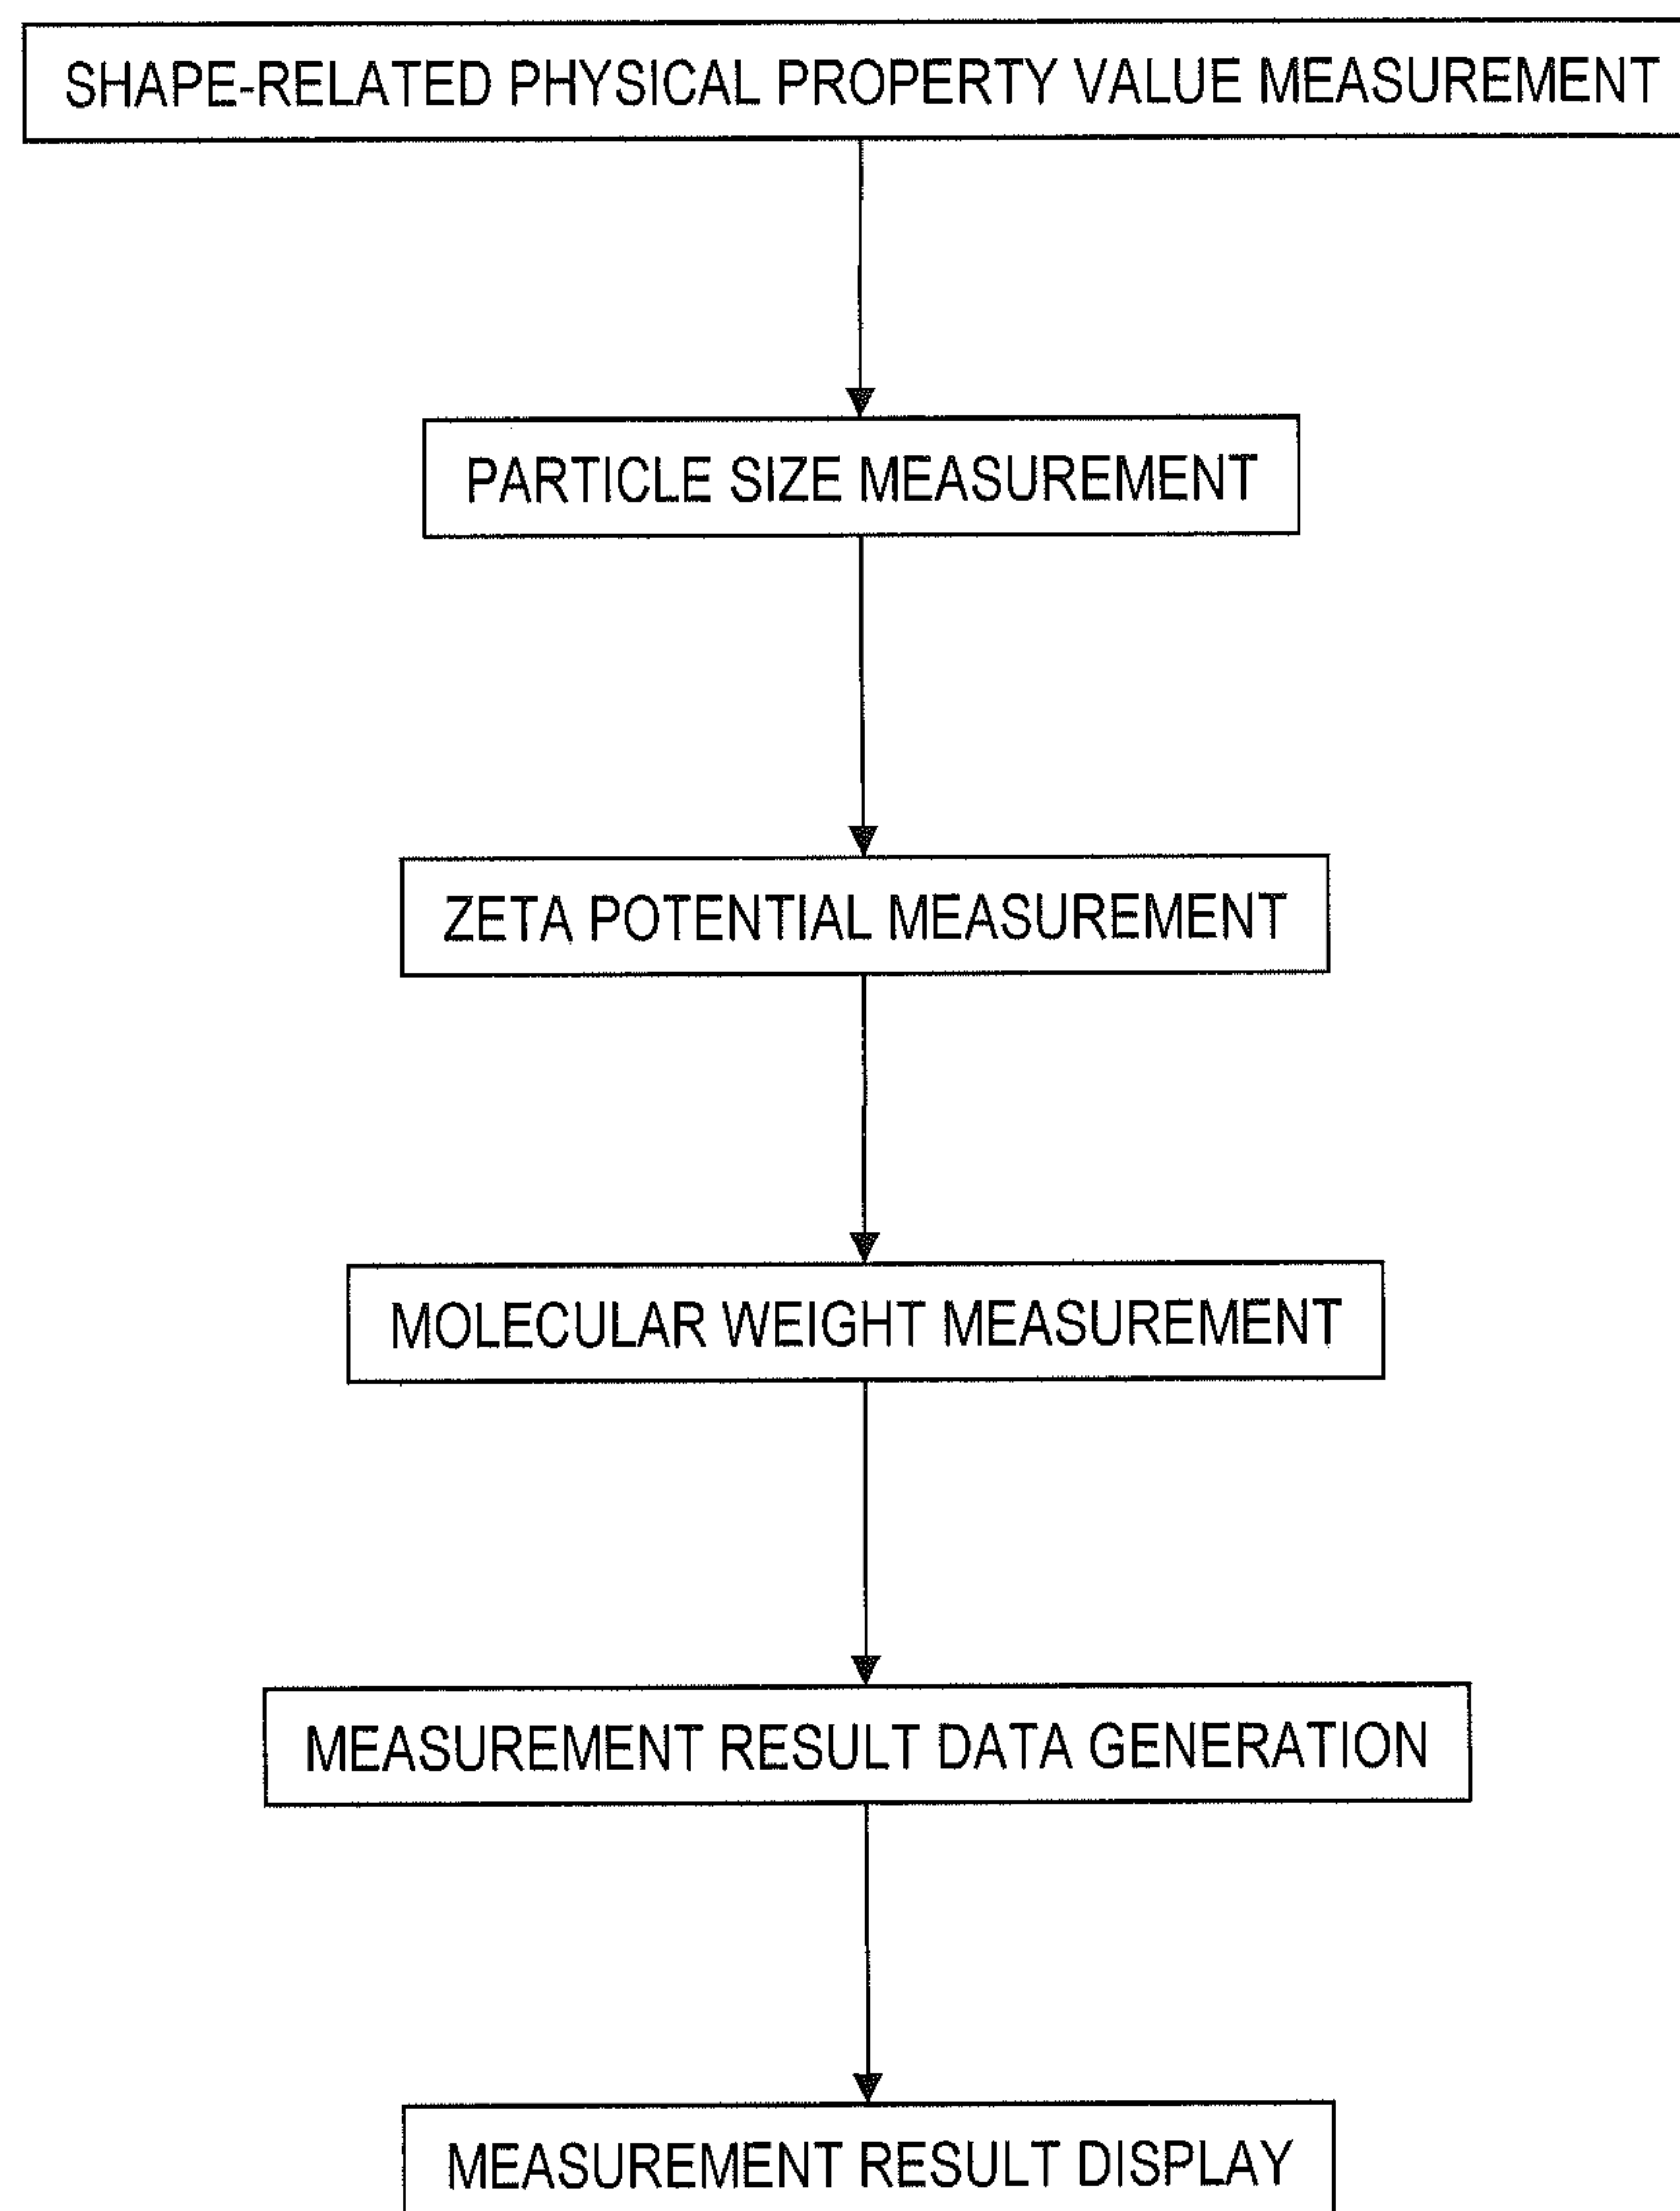 SHAPE-RELATED PHYSICAL PROPERTY VALUE MEASUREMENT
PARTICLE SIZE MEASUREMENT
ZETA POTENTIAL MEASUREMENT
MOLECULAR WEIGHT MEASUREMENT
MEASUREMENT RESULT DATA GENERATION
MEASUREMENT RESULT DISPLAY